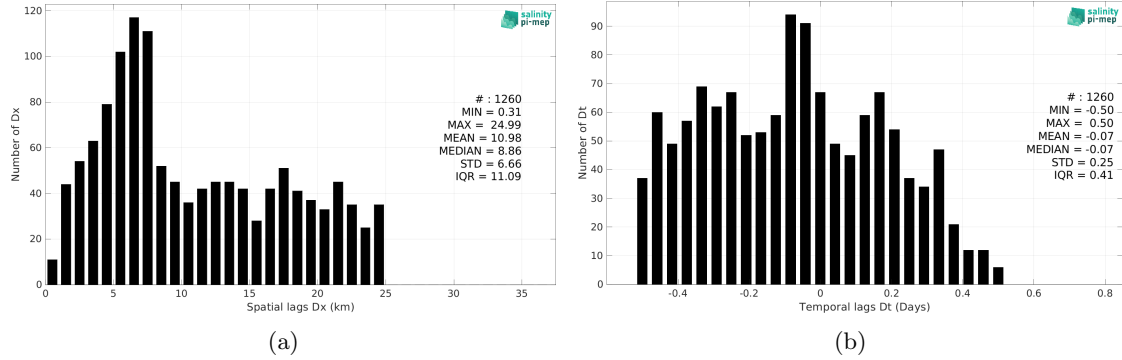 salinity
pi-mep
120
100
80
60
40
20
0
Number of Dx
# : 1260
MIN = 0.31
MAX = 24.99
MEAN = 10.98
MEDIAN = 8.86
STD = 6.66
IQR = 11.09
0 5 10 15 20 25 30 35
Spatial lags Dx (km)
(a)
salinity
pi-mep
90
80
70
60
50
40
30
20
10
0
Number of Dt
# : 1260
MIN = -0.50
MAX = 0.50
MEAN = -0.07
MEDIAN = -0.07
STD = 0.25
IQR = 0.41
-0.4 -0.2 0 0.2 0.4 0.6 0.8
Temporal lags Dt (Days)
(b)